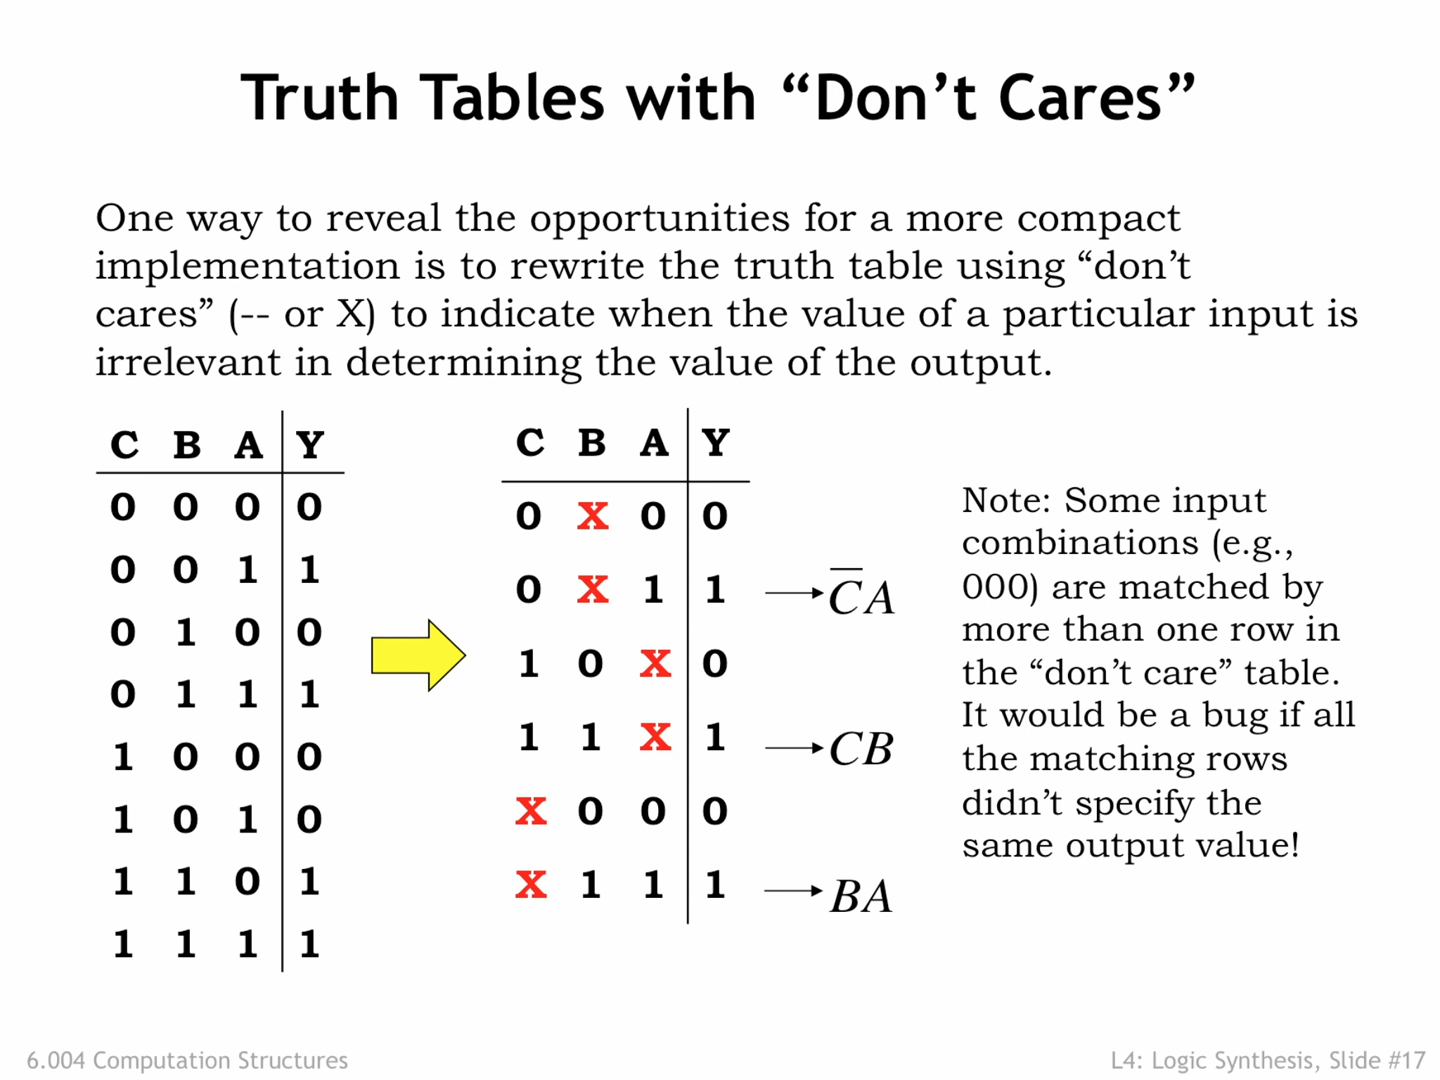 Truth Tables with “Don’t Cares”
One way to reveal the opportunities for a more compact
implementation is to rewrite the truth table using “don’t
cares” (-- or X) to indicate when the value of a particular input is
irrelevant in determining the value of the output.
C B A Y
0 0 0 0
0 0 1 1
0 1 0 0
0 1 1 1
1 0 0 0
1 0 1 0
1 1 0 1
1 1 1 1
C B A Y
0 X 0 0
0 X 1 1 C̅A
1 0 X 0
1 1 X 1 CB
X 0 0 0
X 1 1 1 BA
Note: Some input
combinations (e.g.,
000) are matched by
more than one row in
the “don’t care” table.
It would be a bug if all
the matching rows
didn’t specify the
same output value!
6.004 Computation Structures
L4: Logic Synthesis, Slide #17